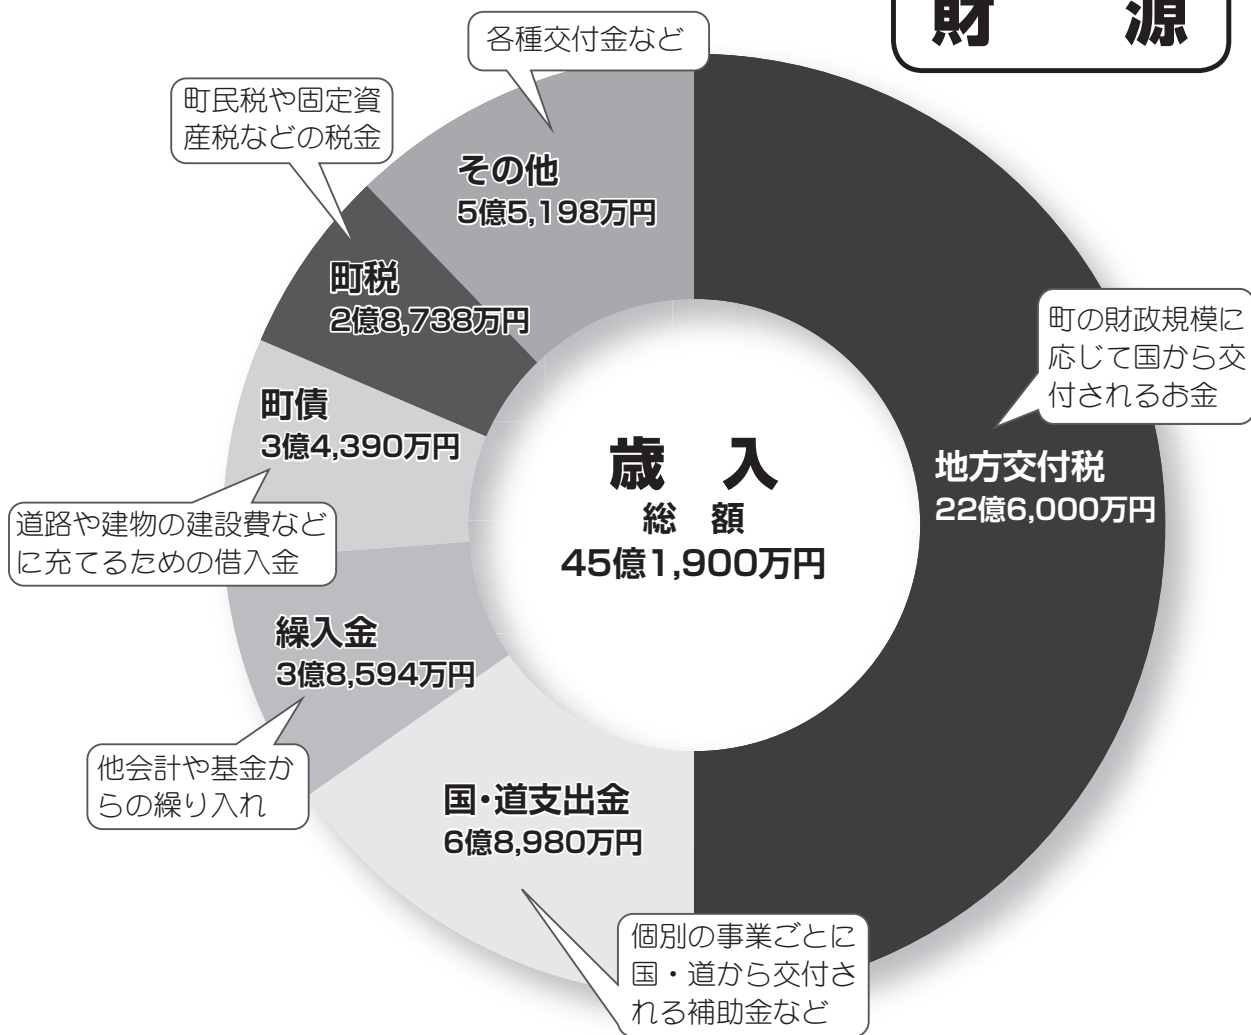 財 源
各種交付金など
町民税や固定資
産税などの税金
その他
5億5,198万円
町税
2億8,738万円
町の財政規模に
応じて国から交
付されるお金
町債
3億4,390万円
歳 入
総 額
45億1,900万円
地方交付税
22億6,000万円
道路や建物の建設費など
に充てるための借入金
繰入金
3億8,594万円
他会計や基金か
らの繰り入れ
国・道支出金
6億8,980万円
個別の事業ごとに
国・道から交付さ
れる補助金など